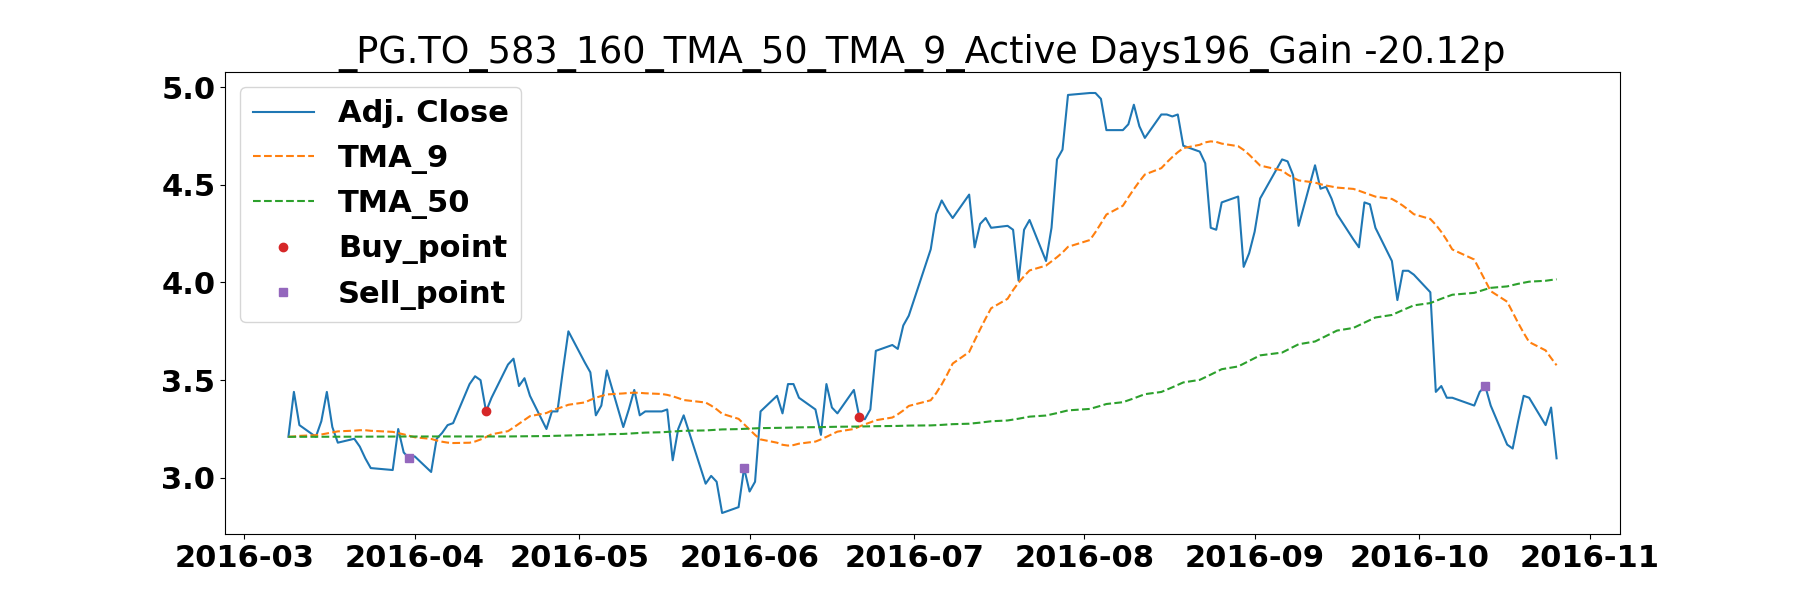 _PG.TO_583_160_TMA_50_TMA_9_Active Days196_Gain -20.12p
5.0
4.5
4.0
3.5
3.0
Adj. Close
TMA_9
TMA_50
Buy_point
Sell_point
2016-03 2016-04 2016-05 2016-06 2016-07 2016-08 2016-09 2016-10 2016-11